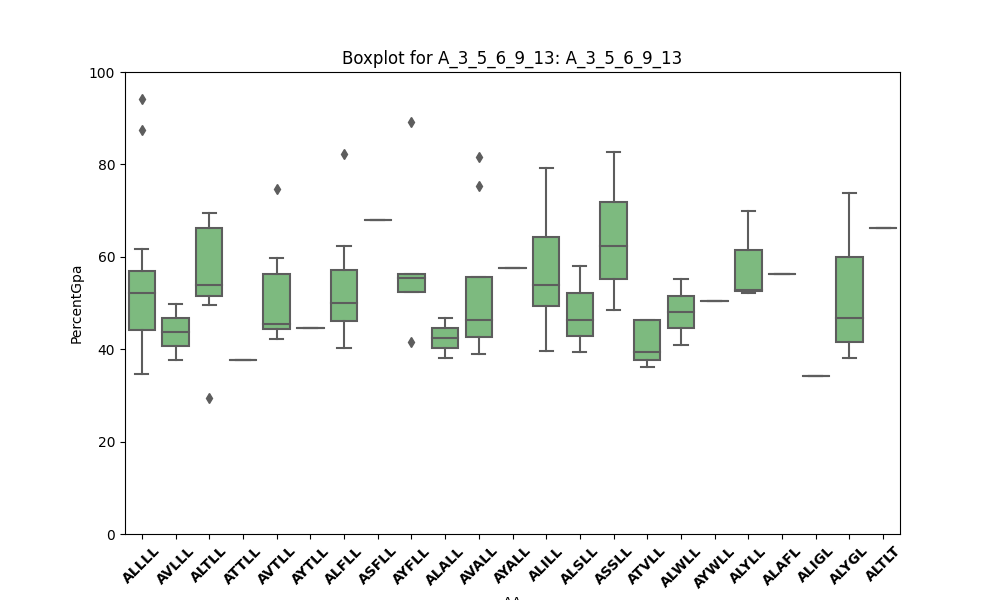 Boxplot for A_3_5_6_9_13: A_3_5_6_9_13
100
80
60
40
20
0
PercentGpa
ALLLL
AVLLL
ALTLL
ATTLL
AVTLL
AYTLL
ALFLL
ASFLL
AYFLL
ALALL
AVALL
AYALL
ALILL
ALSLL
ASSLL
ATVLL
ALWLL
AYWLL
ALYLL
ALAFL
ALIGL
ALYGL
ALTLT